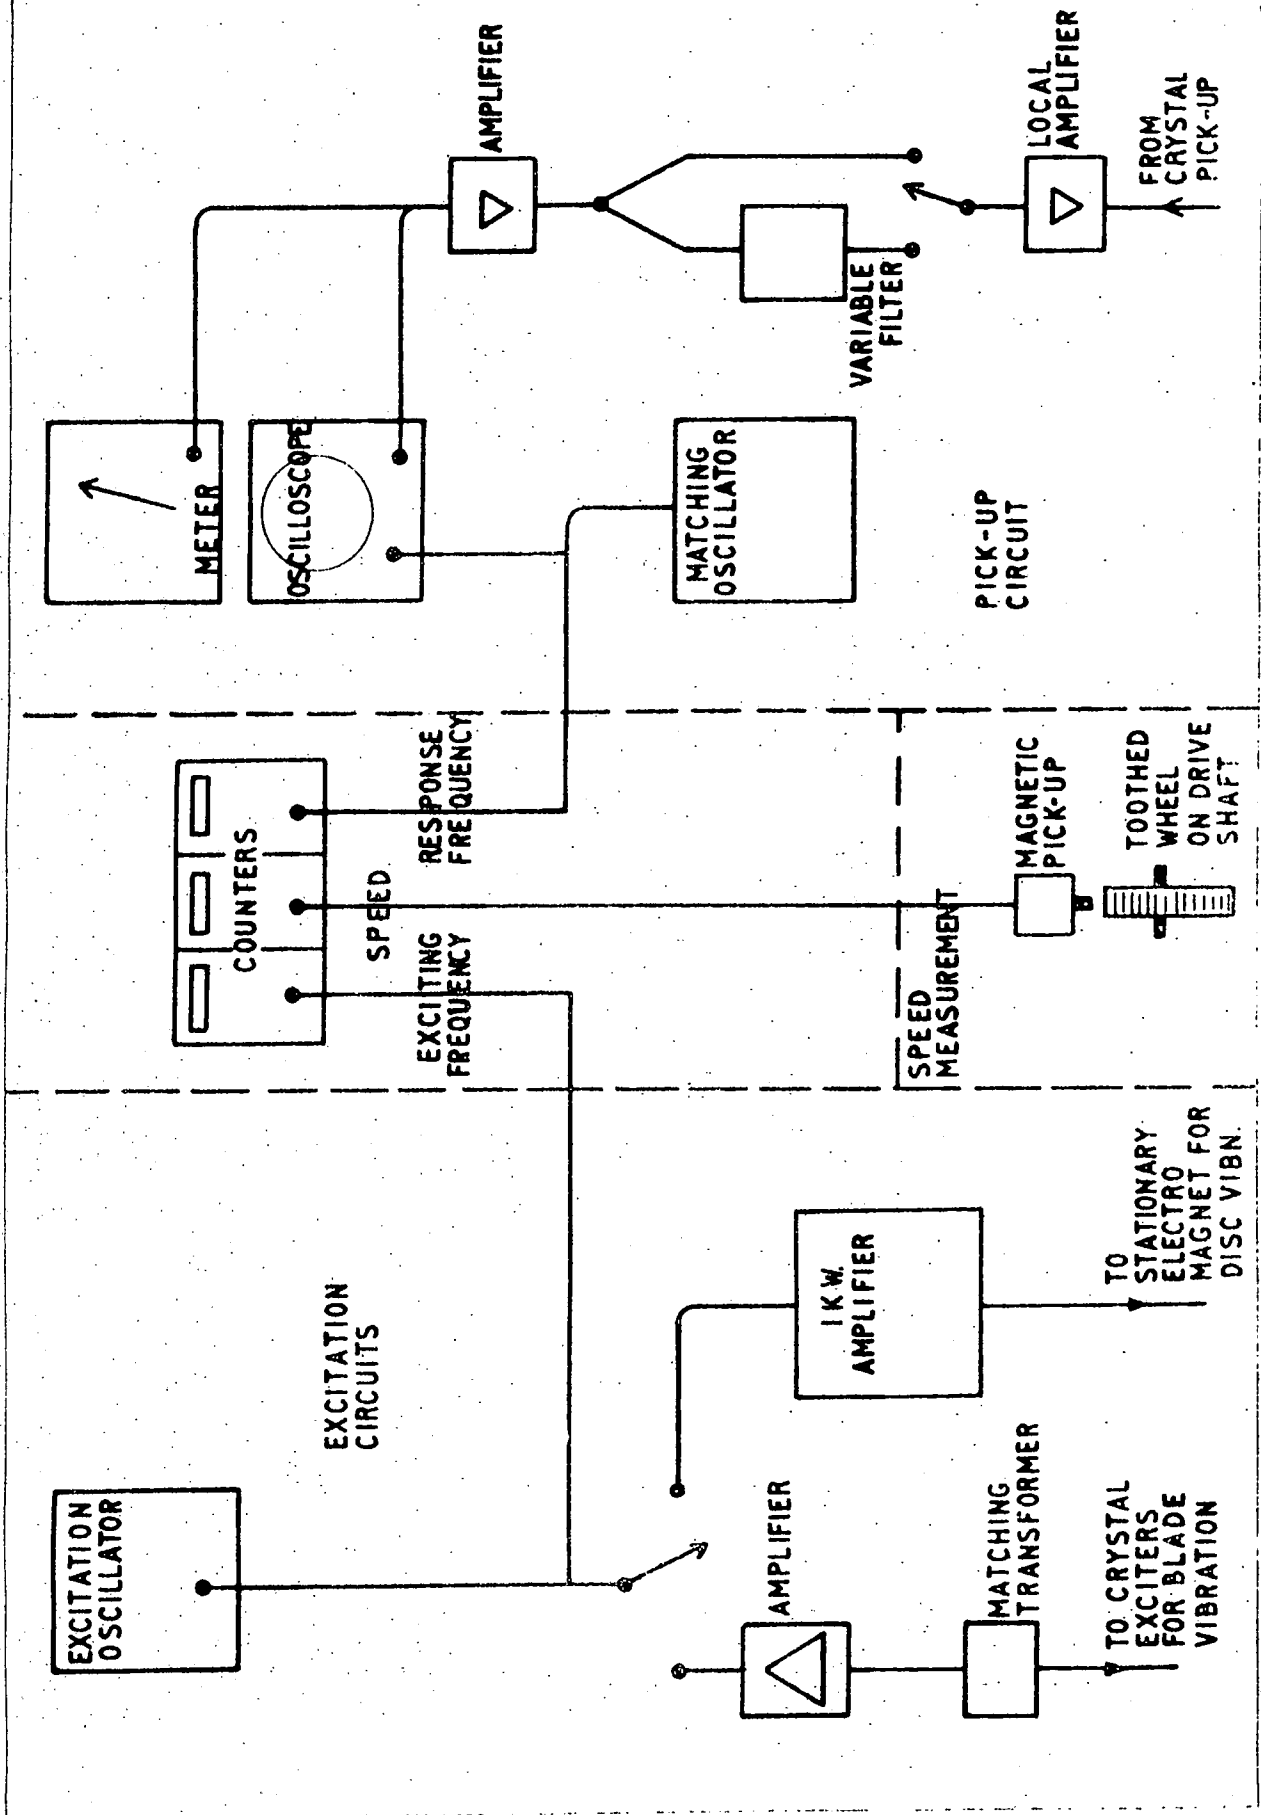 EXCITATION
OSCILLATOR
EXCITATION
CIRCUITS
AMPLIFIER
MATCHING
TRANSFORMER
TO CRYSTAL
EXCITERS
FOR BLADE
VIBRATION
1 K.W.
AMPLIFIER
TO
STATIONARY
ELECTRO
MAGNET FOR
DISC VIBN.
COUNTERS
EXCITING
FREQUENCY
SPEED
RESPONSE
FREQUENCY
SPEED
MEASUREMENT
MAGNETIC
PICK-UP
TOOTHED
WHEEL
ON DRIVE
SHAFT
METER
OSCILLOSCOPE
MATCHING
OSCILLATOR
PICK-UP
CIRCUIT
AMPLIFIER
VARIABLE
FILTER
LOCAL
AMPLIFIER
FROM
CRYSTAL
PICK-UP